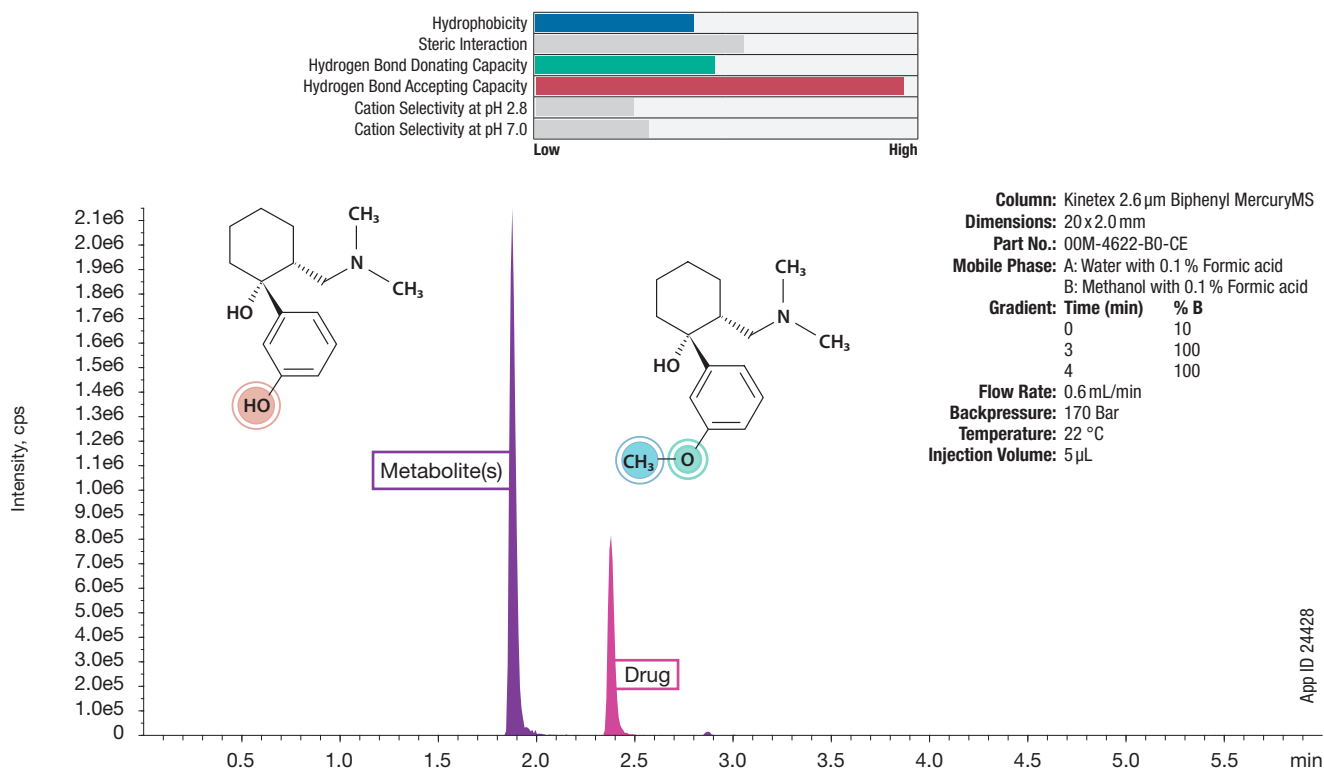 Hydrophobicity
Steric Interaction
Hydrogen Bond Donating Capacity
Hydrogen Bond Accepting Capacity
Cation Selectivity at pH 2.8
Cation Selectivity at pH 7.0
Low High
Column: Kinetex 2.6 µm Biphenyl MercuryMS
Dimensions: 20 x 2.0 mm
Part No.: 00M-4622-B0-CE
Mobile Phase: A: Water with 0.1 % Formic acid
B: Methanol with 0.1 % Formic acid
Gradient: Time (min) % B
0 10
3 100
4 100
Flow Rate: 0.6 mL/min
Backpressure: 170 Bar
Temperature: 22 °C
Injection Volume: 5 µL
CH₃
N
CH₃
HO
HO
CH₃
N
CH₃
HO
CH₃ O
Metabolite(s)
Drug
Intensity, cps
2.1e6
2.0e6
1.9e6
1.8e6
1.7e6
1.6e6
1.5e6
1.4e6
1.3e6
1.2e6
1.1e6
1.0e6
9.0e5
8.0e5
7.0e5
6.0e5
5.0e5
4.0e5
3.0e5
2.0e5
1.0e5
0
0.5 1.0 1.5 2.0 2.5 3.0 3.5 4.0 4.5 5.0 5.5 min
App ID 24428